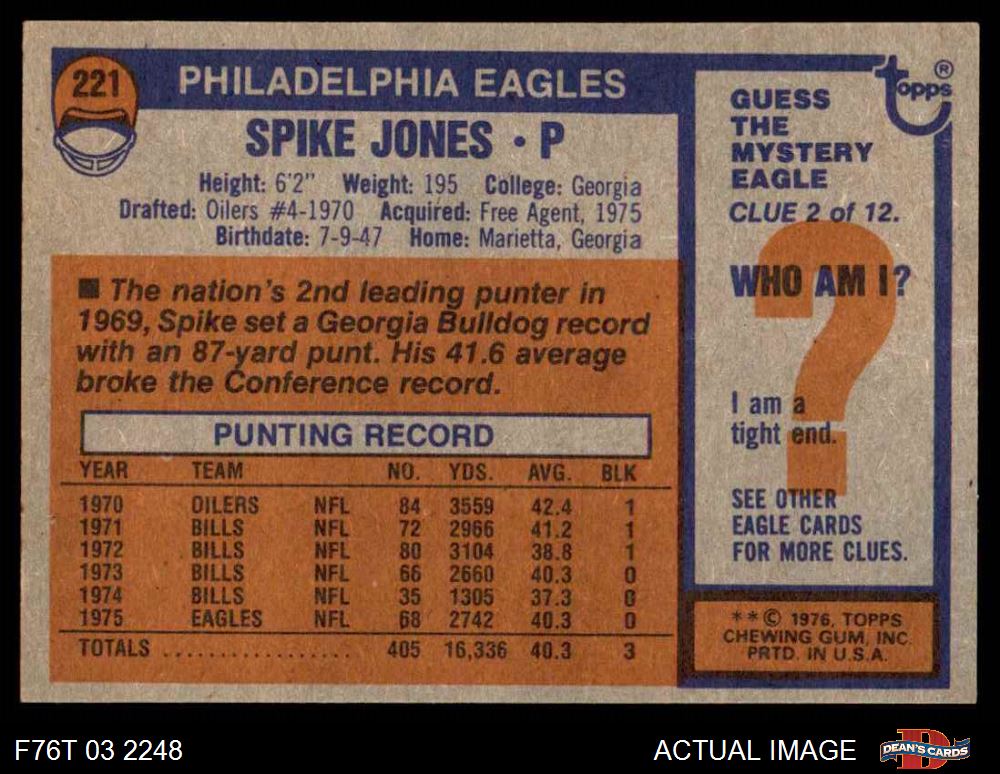 221
PHILADELPHIA EAGLES
SPIKE JONES · P
Height: 6'2" Weight: 195 College: Georgia
Drafted: Oilers #4-1970 Acquired: Free Agent, 1975
Birthdate: 7-9-47 Home: Marietta, Georgia
■ The nation's 2nd leading punter in
1969, Spike set a Georgia Bulldog record
with an 87-yard punt. His 41.6 average
broke the Conference record.
PUNTING RECORD
YEAR TEAM NO. YDS. AVG. BLK
1970 OILERS NFL 84 3559 42.4 1
1971 BILLS NFL 72 2966 41.2 1
1972 BILLS NFL 80 3104 38.8 1
1973 BILLS NFL 66 2660 40.3 0
1974 BILLS NFL 35 1305 37.3 0
1975 EAGLES NFL 68 2742 40.3 0
TOTALS .................. 405 16,336 40.3 3
topps ®
GUESS
THE
MYSTERY
EAGLE
CLUE 2 of 12.
WHO AM I?
?
I am a
tight end.
SEE OTHER
EAGLE CARDS
FOR MORE CLUES.
**© 1976, TOPPS
CHEWING GUM, INC.
PRTD. IN U.S.A.
F76T 03 2248
ACTUAL IMAGE
DEAN'S CARDS